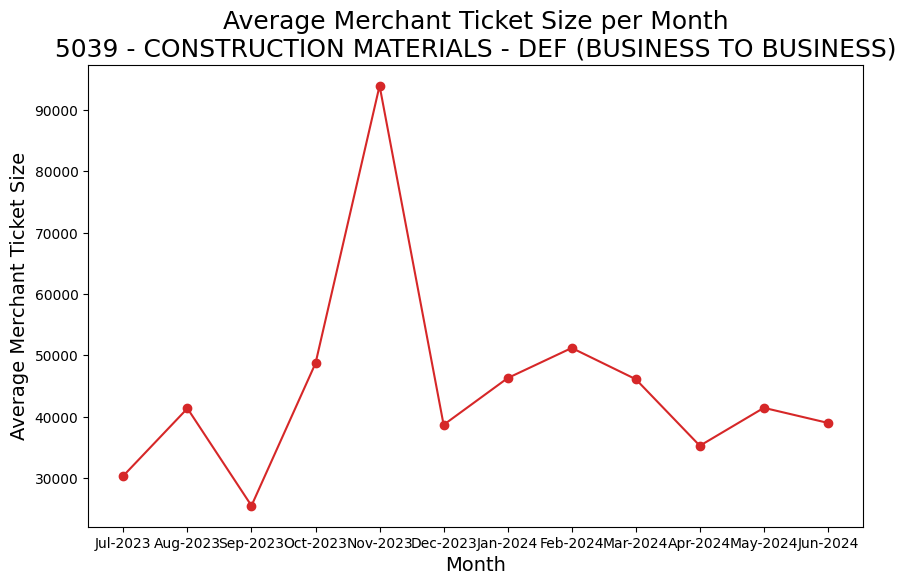 Average Merchant Ticket Size per Month
5039 - CONSTRUCTION MATERIALS - DEF (BUSINESS TO BUSINESS)
Average Merchant Ticket Size
90000
80000
70000
60000
50000
40000
30000
Jul-2023 Aug-2023 Sep-2023 Oct-2023 Nov-2023 Dec-2023 Jan-2024 Feb-2024 Mar-2024 Apr-2024 May-2024 Jun-2024
Month